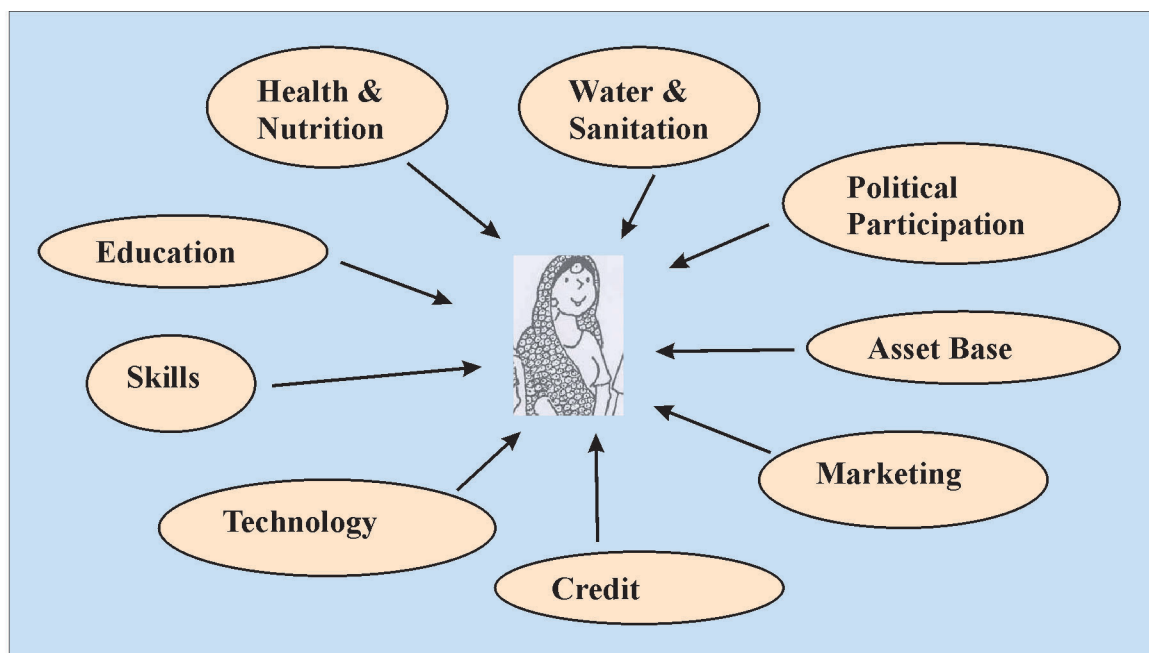 Health &
Nutrition
Water &
Sanitation
Political
Participation
Education
Asset Base
Skills
Marketing
Technology
Credit